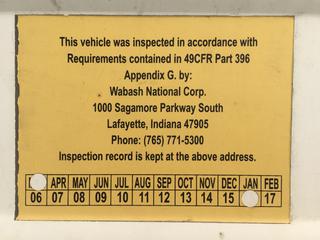 This vehicle was inspected in accordance with
Requirements contained in 49CFR Part 396
Appendix G. by:
Wabash National Corp.
1000 Sagamore Parkway South
Lafayette, Indiana 47905
Phone: (765) 771-5300
Inspection record is kept at the above address.
APR MAY JUN JUL AUG SEP OCT NOV DEC JAN FEB
06 07 08 09 10 11 12 13 14 15 17